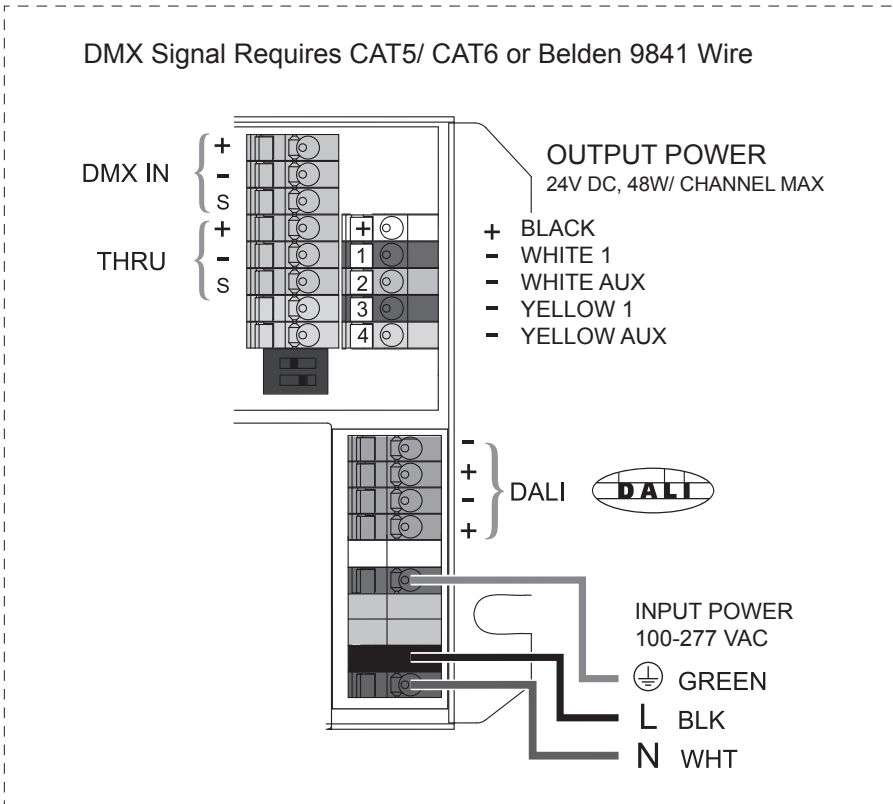 DMX Signal Requires CAT5/ CAT6 or Belden 9841 Wire
DMX IN
+
-
S
THRU
+
-
S
+
1
2
3
4
OUTPUT POWER
24V DC, 48W/ CHANNEL MAX
+ BLACK
- WHITE 1
- WHITE AUX
- YELLOW 1
- YELLOW AUX
-
+
-
+
DALI
DALI
INPUT POWER
100-277 VAC
GREEN
L BLK
N WHT